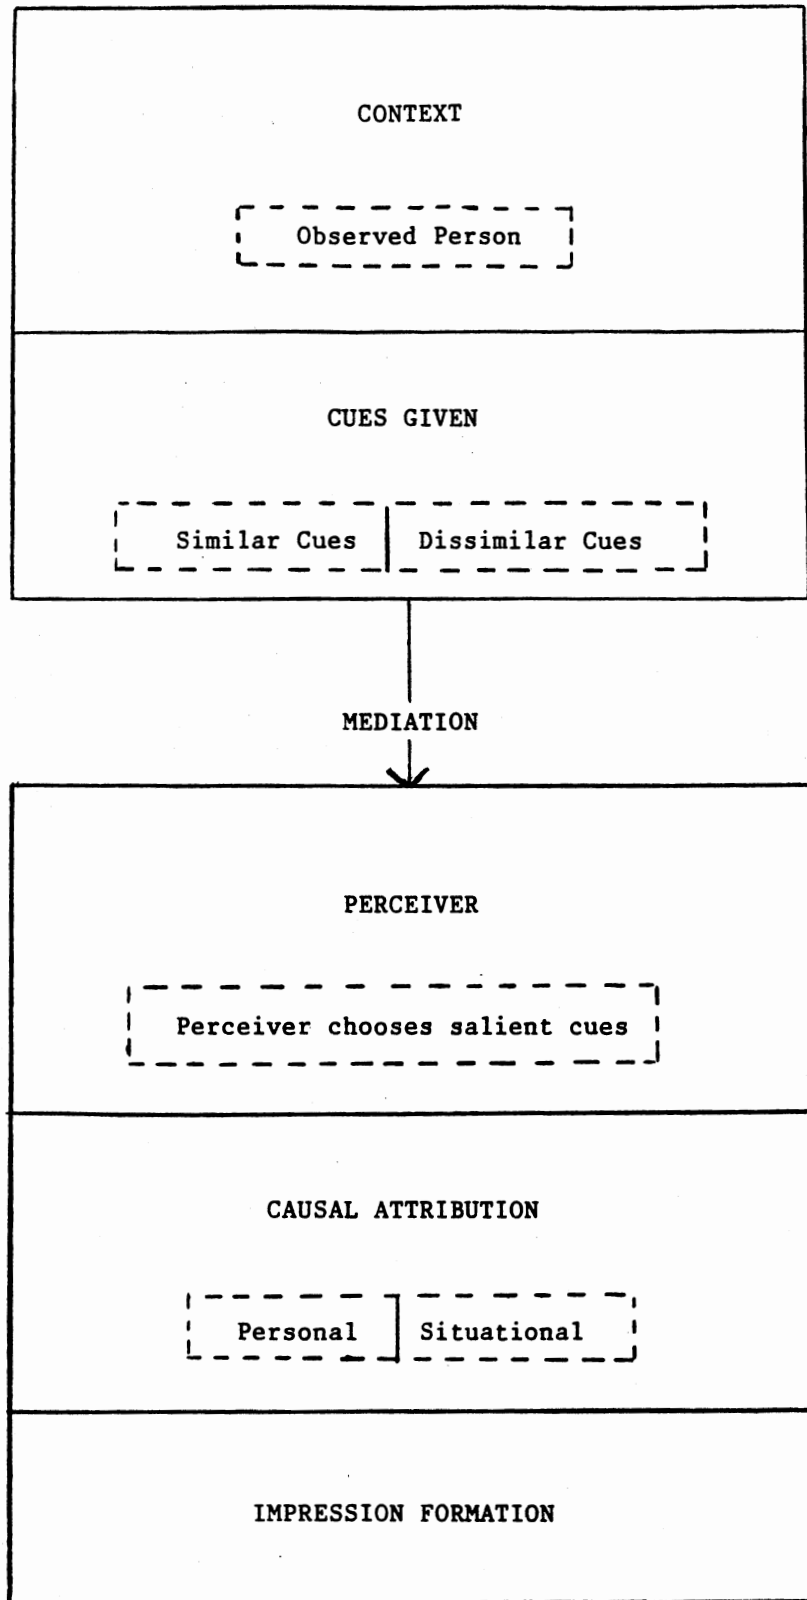 CONTEXT
Observed Person
CUES GIVEN
Similar Cues Dissimilar Cues
MEDIATION
PERCEIVER
Perceiver chooses salient cues
CAUSAL ATTRIBUTION
Personal Situational
IMPRESSION FORMATION